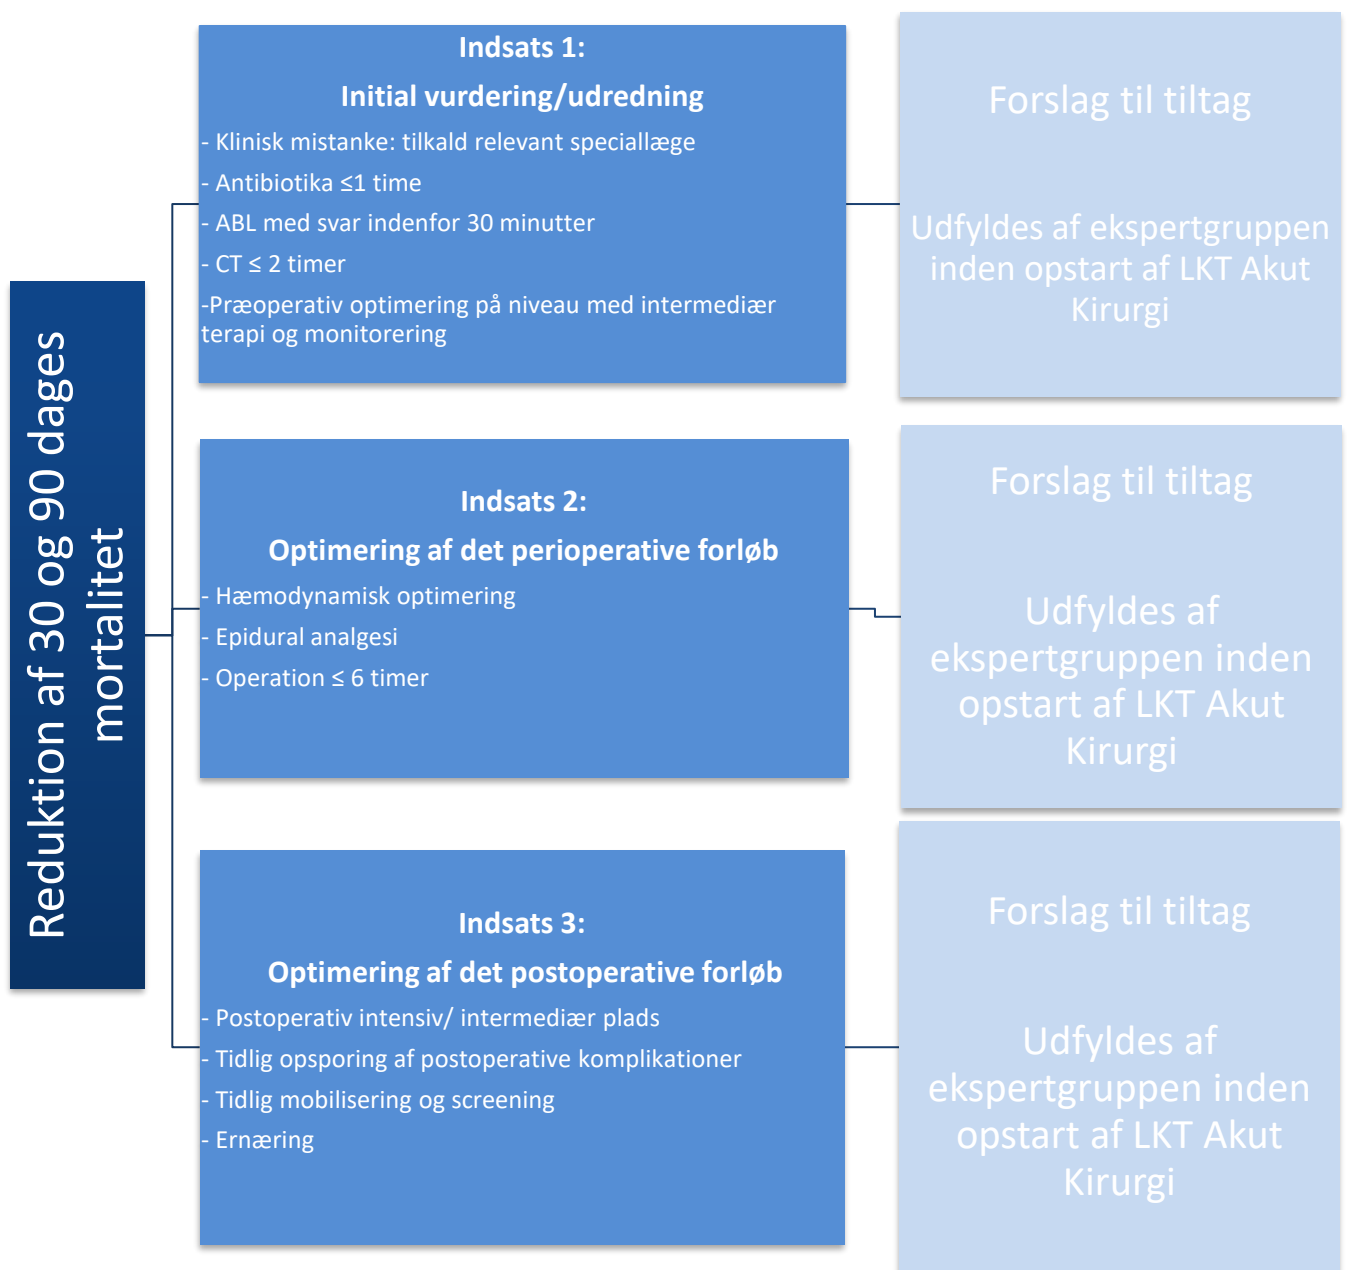 Reduktion af 30 og 90 dages
mortalitet
Indsats 1:
Initial vurdering/udredning
- Klinisk mistanke: tilkald relevant speciallæge
- Antibiotika ≤1 time
- ABL med svar indenfor 30 minutter
- CT ≤ 2 timer
-Præoperativ optimering på niveau med intermediær
terapi og monitorering
Forslag til tiltag
Udfyldes af ekspertgruppen
inden opstart af LKT Akut
Kirurgi
Indsats 2:
Optimering af det perioperative forløb
- Hæmodynamisk optimering
- Epidural analgesi
- Operation ≤ 6 timer
Forslag til tiltag
Udfyldes af
ekspertgruppen inden
opstart af LKT Akut
Kirurgi
Indsats 3:
Optimering af det postoperative forløb
- Postoperativ intensiv/ intermediær plads
- Tidlig opsporing af postoperative komplikationer
- Tidlig mobilisering og screening
- Ernæring
Forslag til tiltag
Udfyldes af
ekspertgruppen inden
opstart af LKT Akut
Kirurgi